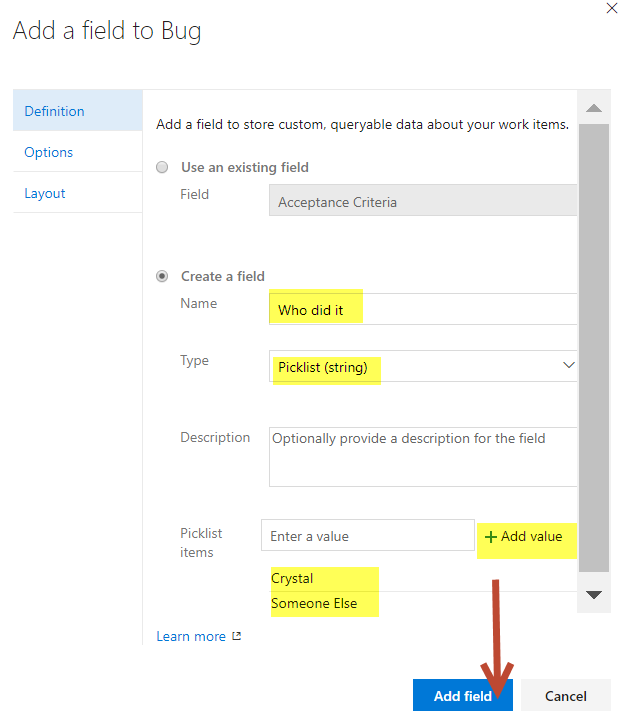 Add a field to Bug
Definition
Options
Layout
Add a field to store custom, queryable data about your work items.
Use an existing field
Field
Acceptance Criteria
Create a field
Name
Who did it
Type
Picklist (string)
Description
Optionally provide a description for the field
Picklist
items
Enter a value
Add value
Crystal
Someone Else
Learn more
Add field
Cancel